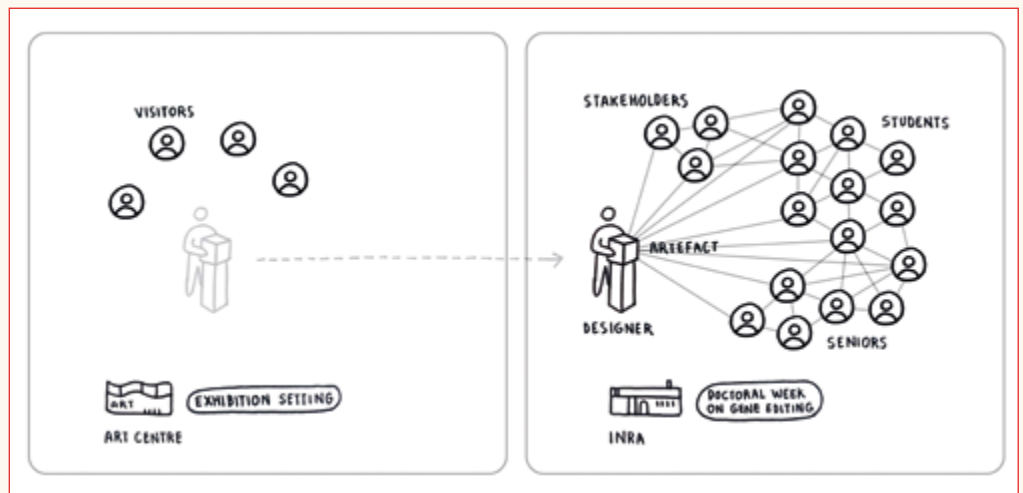 VISITORS
ART
EXHIBITION SETTING
ART CENTRE
STAKEHOLDERS
STUDENTS
ARTEFACT
DESIGNER
SENIORS
DOCTORAL WEEK
ON GENE EDITING
INRA